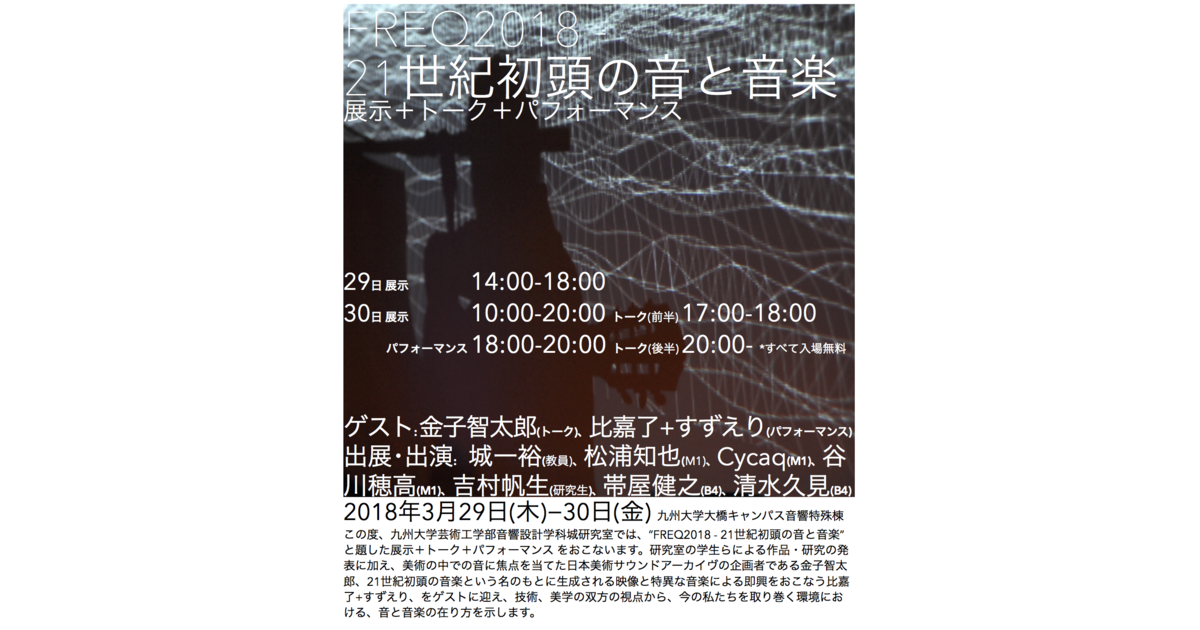 FREQ2018 -
21世紀初頭の音と音楽
展示＋トーク＋パフォーマンス
29日 展示 14:00-18:00
30日 展示 10:00-20:00 トーク(前半) 17:00-18:00
パフォーマンス 18:00-20:00 トーク(後半) 20:00- *すべて入場無料
ゲスト: 金子智太郎(トーク)、比嘉了+すずえり(パフォーマンス)
出展・出演: 城一裕(教員)、松浦知也(M1)、Cycaq(M1)、谷
川穂高(M1)、吉村帆生(研究生)、帯屋健之(B4)、清水久見(B4)
2018年3月29日(木)–30日(金) 九州大学大橋キャンパス音響特殊棟
この度、九州大学芸術工学部音響設計学科城研究室では、”FREQ2018 - 21世紀初頭の音と音楽”
と題した展示＋トーク＋パフォーマンス をおこないます。研究室の学生らによる作品・研究の発
表に加え、美術の中での音に焦点を当てた日本美術サウンドアーカイヴの企画者である金子智太
郎、21世紀初頭の音楽という名のもとに生成される映像と特異な音楽による即興をおこなう比嘉
了+すずえり、をゲストに迎え、技術、美学の双方の視点から、今の私たちを取り巻く環境にお
ける、音と音楽の在り方を示します。